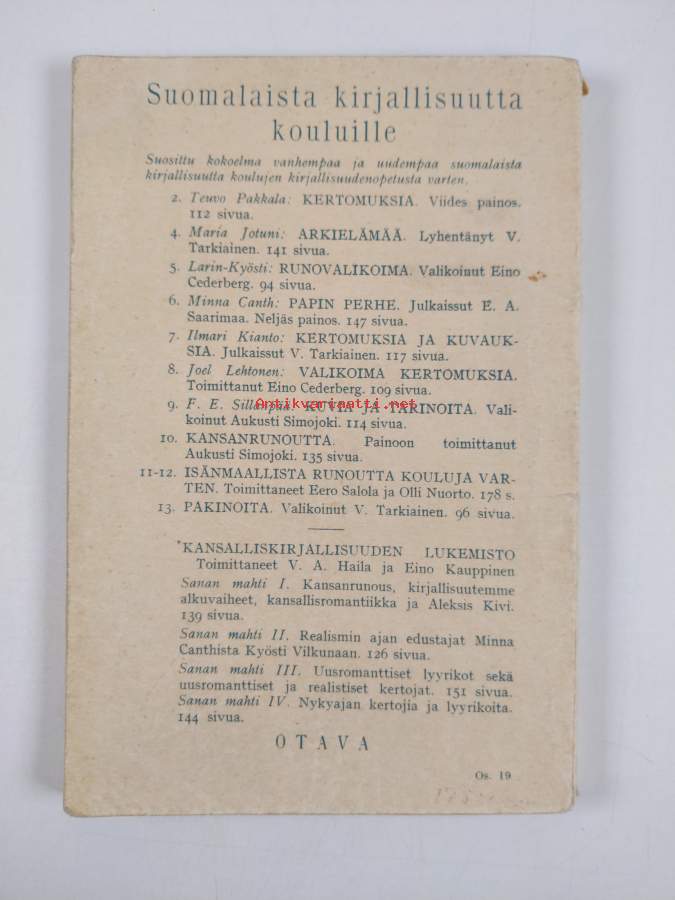 Suomalaista kirjallisuutta
kouluille
Suosittu kokoelma vanhempaa ja uudempaa suomalaista
kirjallisuutta koulujen kirjallisuudenopetusta varten.
2. Teuvo Pakkala: KERTOMUKSIA. Viides painos.
112 sivua.
4. Maria Jotuni: ARKIELÄMÄÄ. Lyhentänyt V.
Tarkiainen. 141 sivua.
5. Larin-Kyösti: RUNOVALIKOIMA. Valikoinut Eino
Cederberg. 94 sivua.
6. Minna Canth: PAPIN PERHE. Julkaissut E. A.
Saarimaa. Neljäs painos. 147 sivua.
7. Ilmari Kianto: KERTOMUKSIA JA KUVAUK-
SIA. Julkaissut V. Tarkiainen. 117 sivua.
8. Joel Lehtonen: VALIKOIMA KERTOMUKSIA.
Toimittanut Eino Cederberg. 109 sivua.
Antikvariaatti.net
9. F. E. Sillanpää: KUVIA JA TARINOITA. Vali-
koinut Aukusti Simojoki. 114 sivua.
10. KANSANRUNOUTTA. Painoon toimittanut
Aukusti Simojoki. 135 sivua.
11-12. ISÄNMAALLISTA RUNOUTTA KOULUJA VAR-
TEN. Toimittaneet Eero Salola ja Olli Nuorto. 178 s.
13. PAKINOITA. Valikoinut V. Tarkiainen. 96 sivua.
KANSALLISKIRJALLISUUDEN LUKEMISTO
Toimittaneet V. A. Haila ja Eino Kauppinen
Sanan mahti I. Kansanrunous, kirjallisuutemme
alkuvaiheet, kansallisromantiikka ja Aleksis Kivi.
139 sivua.
Sanan mahti II. Realismin ajan edustajat Minna
Canthista Kyösti Vilkunaan. 126 sivua.
Sanan mahti III. Uusromanttiset lyyrikot sekä
uusromanttiset ja realistiset kertojat. 151 sivua.
Sanan mahti IV. Nykyajan kertojia ja lyyrikoita.
144 sivua.
OTAVA
Os. 19